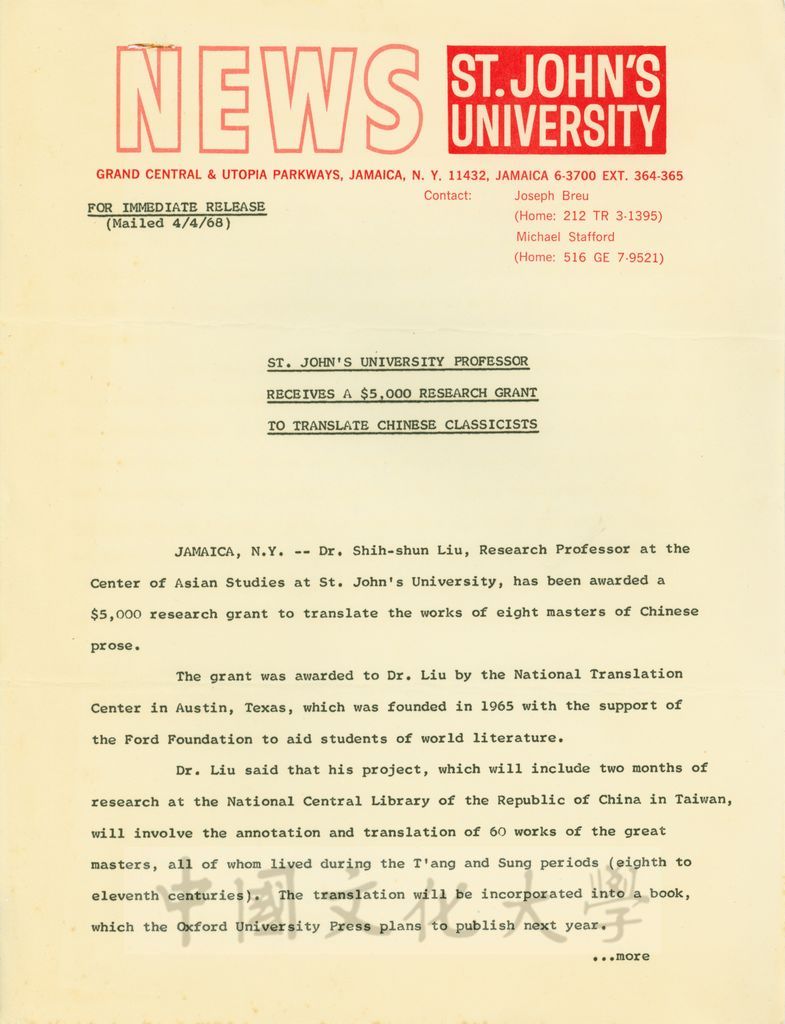 NEWS
ST. JOHN'S
UNIVERSITY
GRAND CENTRAL & UTOPIA PARKWAYS, JAMAICA, N. Y. 11432, JAMAICA 6-3700 EXT. 364-365
Contact: Joseph Breu
(Home: 212 TR 3-1395)
Michael Stafford
(Home: 516 GE 7-9521)
FOR IMMEDIATE RELEASE
(Mailed 4/4/68)
ST. JOHN'S UNIVERSITY PROFESSOR
RECEIVES A $5,000 RESEARCH GRANT
TO TRANSLATE CHINESE CLASSICISTS
JAMAICA, N.Y. -- Dr. Shih-shun Liu, Research Professor at the
Center of Asian Studies at St. John's University, has been awarded a
$5,000 research grant to translate the works of eight masters of Chinese
prose.
The grant was awarded to Dr. Liu by the National Translation
Center in Austin, Texas, which was founded in 1965 with the support of
the Ford Foundation to aid students of world literature.
Dr. Liu said that his project, which will include two months of
research at the National Central Library of the Republic of China in Taiwan,
will involve the annotation and translation of 60 works of the great
masters, all of whom lived during the T'ang and Sung periods (eighth to
eleventh centuries). The translation will be incorporated into a book,
which the Oxford University Press plans to publish next year.
...more
中國文化大學